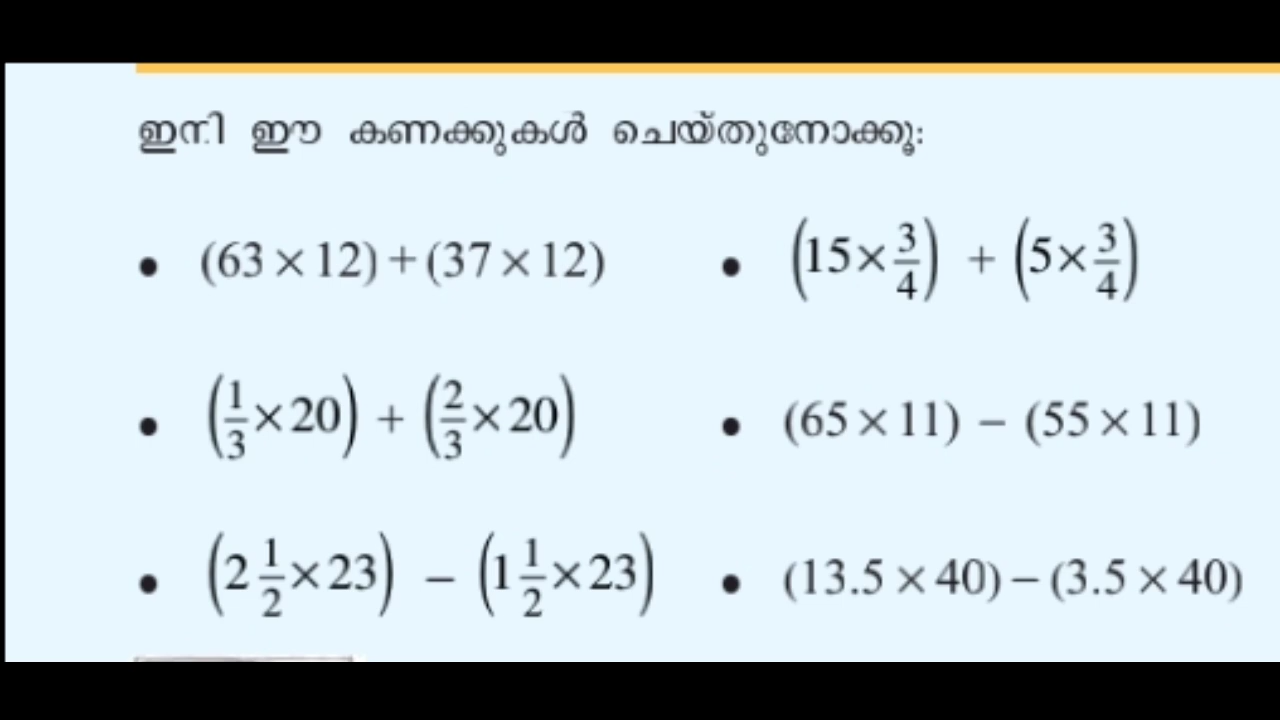 ഇനി ഈ കണക്കുകൾ ചെയ്തുനോക്കൂ:
• (63 × 12) + (37 × 12) • (15 × 3/4) + (5 × 3/4)
• (1/3 × 20) + (2/3 × 20) • (65 × 11) – (55 × 11)
• (2 1/2 × 23) – (1 1/2 × 23) • (13.5 × 40) – (3.5 × 40)